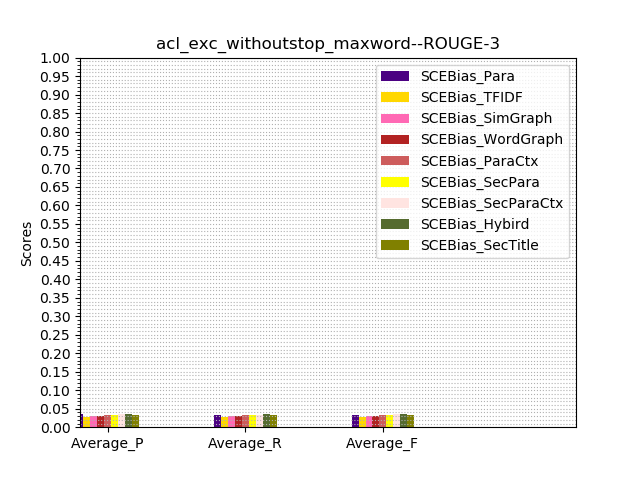 acl_exc_withoutstop_maxword--ROUGE-3
1.00
0.95
0.90
0.85
0.80
0.75
0.70
0.65
0.60
0.55
0.50
0.45
0.40
0.35
0.30
0.25
0.20
0.15
0.10
0.05
0.00
Scores
SCEBias_Para
SCEBias_TFIDF
SCEBias_SimGraph
SCEBias_WordGraph
SCEBias_ParaCtx
SCEBias_SecPara
SCEBias_SecParaCtx
SCEBias_Hybird
SCEBias_SecTitle
Average_P
Average_R
Average_F